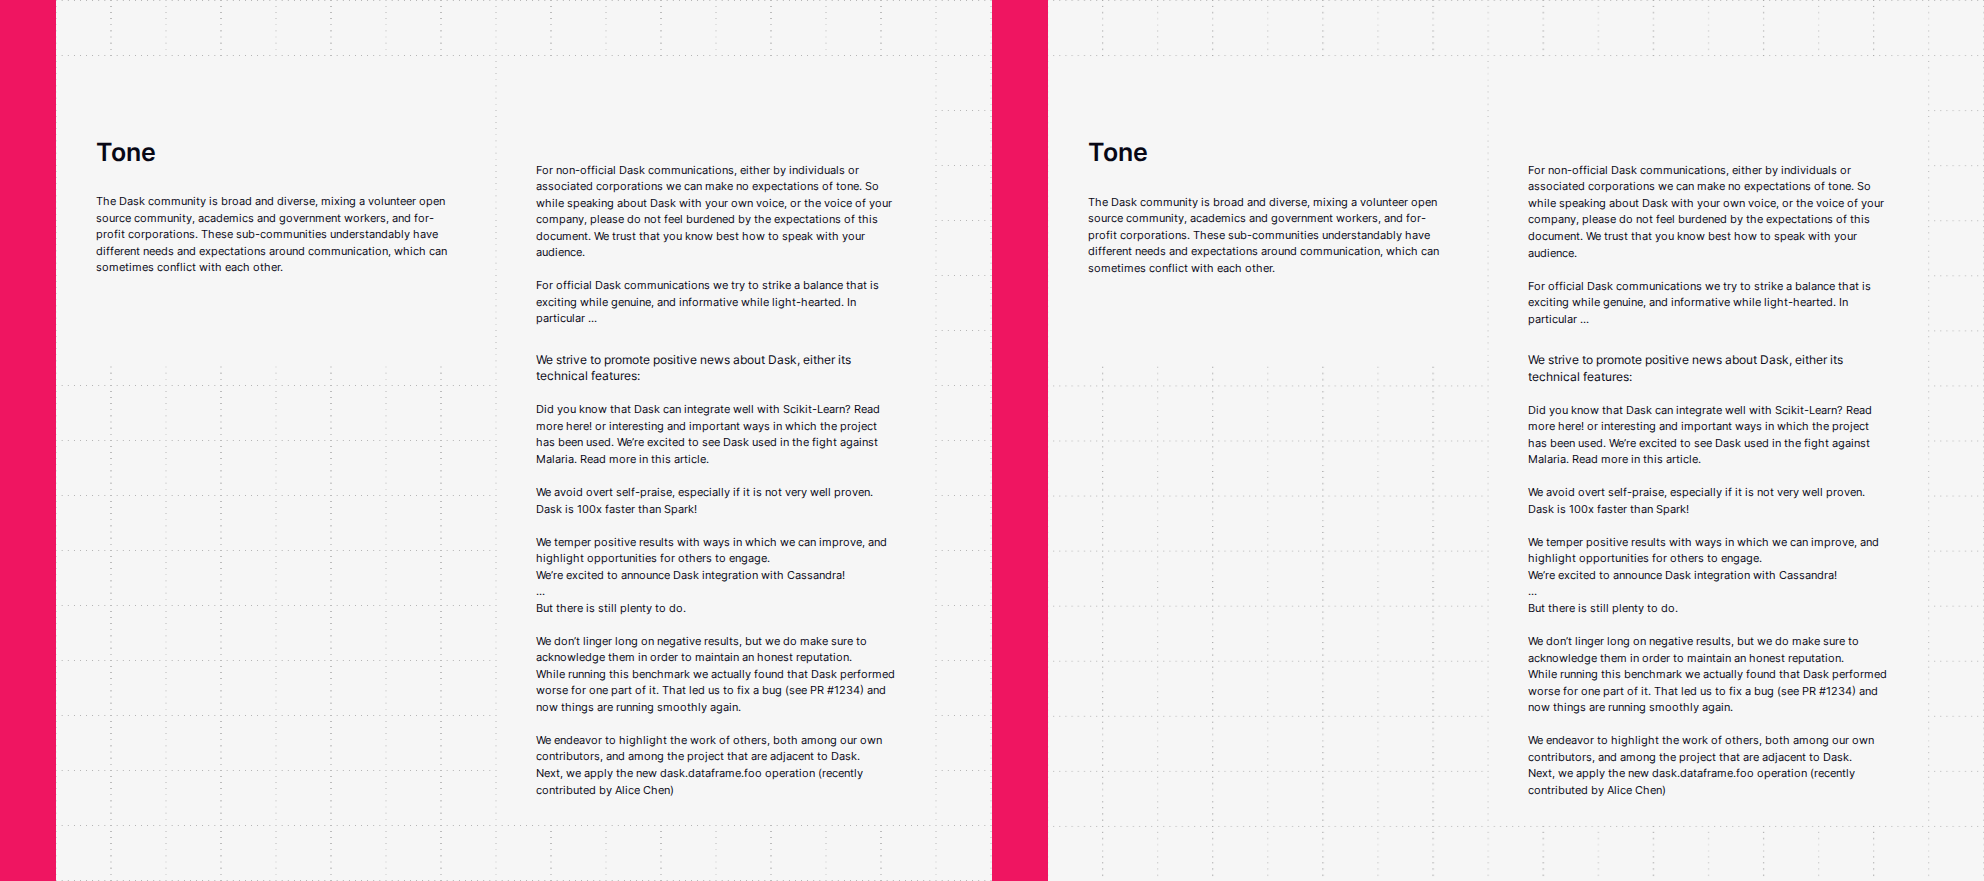 Tone
The Dask community is broad and diverse, mixing a volunteer open
source community, academics and government workers, and for-
profit corporations. These sub-communities understandably have
different needs and expectations around communication, which can
sometimes conflict with each other.
For non-official Dask communications, either by individuals or
associated corporations we can make no expectations of tone. So
while speaking about Dask with your own voice, or the voice of your
company, please do not feel burdened by the expectations of this
document. We trust that you know best how to speak with your
audience.
For official Dask communications we try to strike a balance that is
exciting while genuine, and informative while light-hearted. In
particular ...
We strive to promote positive news about Dask, either its
technical features:
Did you know that Dask can integrate well with Scikit-Learn? Read
more here! or interesting and important ways in which the project
has been used. We're excited to see Dask used in the fight against
Malaria. Read more in this article.
We avoid overt self-praise, especially if it is not very well proven.
Dask is 100x faster than Spark!
We temper positive results with ways in which we can improve, and
highlight opportunities for others to engage.
We're excited to announce Dask integration with Cassandra!
...
But there is still plenty to do.
We don't linger long on negative results, but we do make sure to
acknowledge them in order to maintain an honest reputation.
While running this benchmark we actually found that Dask performed
worse for one part of it. That led us to fix a bug (see PR #1234) and
now things are running smoothly again.
We endeavor to highlight the work of others, both among our own
contributors, and among the project that are adjacent to Dask.
Next, we apply the new dask.dataframe.foo operation (recently
contributed by Alice Chen)
Tone
The Dask community is broad and diverse, mixing a volunteer open
source community, academics and government workers, and for-
profit corporations. These sub-communities understandably have
different needs and expectations around communication, which can
sometimes conflict with each other.
For non-official Dask communications, either by individuals or
associated corporations we can make no expectations of tone. So
while speaking about Dask with your own voice, or the voice of your
company, please do not feel burdened by the expectations of this
document. We trust that you know best how to speak with your
audience.
For official Dask communications we try to strike a balance that is
exciting while genuine, and informative while light-hearted. In
particular ...
We strive to promote positive news about Dask, either its
technical features:
Did you know that Dask can integrate well with Scikit-Learn? Read
more here! or interesting and important ways in which the project
has been used. We're excited to see Dask used in the fight against
Malaria. Read more in this article.
We avoid overt self-praise, especially if it is not very well proven.
Dask is 100x faster than Spark!
We temper positive results with ways in which we can improve, and
highlight opportunities for others to engage.
We're excited to announce Dask integration with Cassandra!
...
But there is still plenty to do.
We don't linger long on negative results, but we do make sure to
acknowledge them in order to maintain an honest reputation.
While running this benchmark we actually found that Dask performed
worse for one part of it. That led us to fix a bug (see PR #1234) and
now things are running smoothly again.
We endeavor to highlight the work of others, both among our own
contributors, and among the project that are adjacent to Dask.
Next, we apply the new dask.dataframe.foo operation (recently
contributed by Alice Chen)